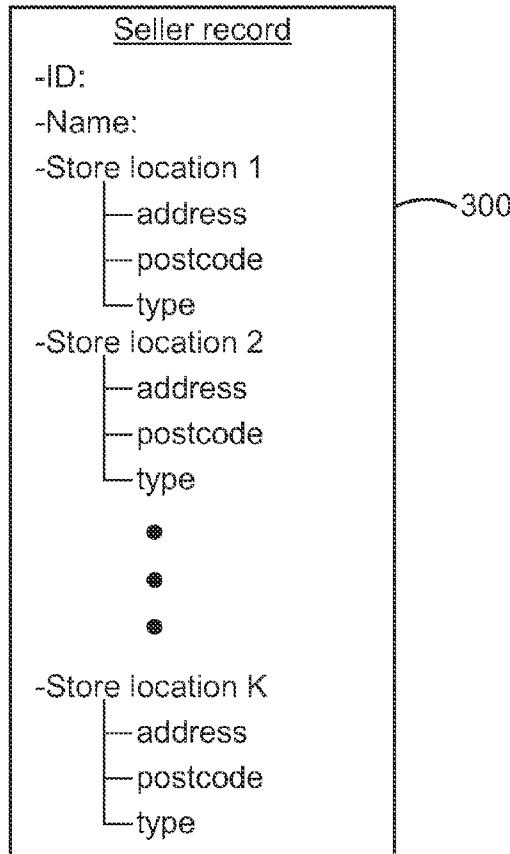 Seller record
-ID:
-Name:
-Store location 1
address
300
postcode
type
-Store location 2
address
postcode
type
-Store location K
address
postcode
type